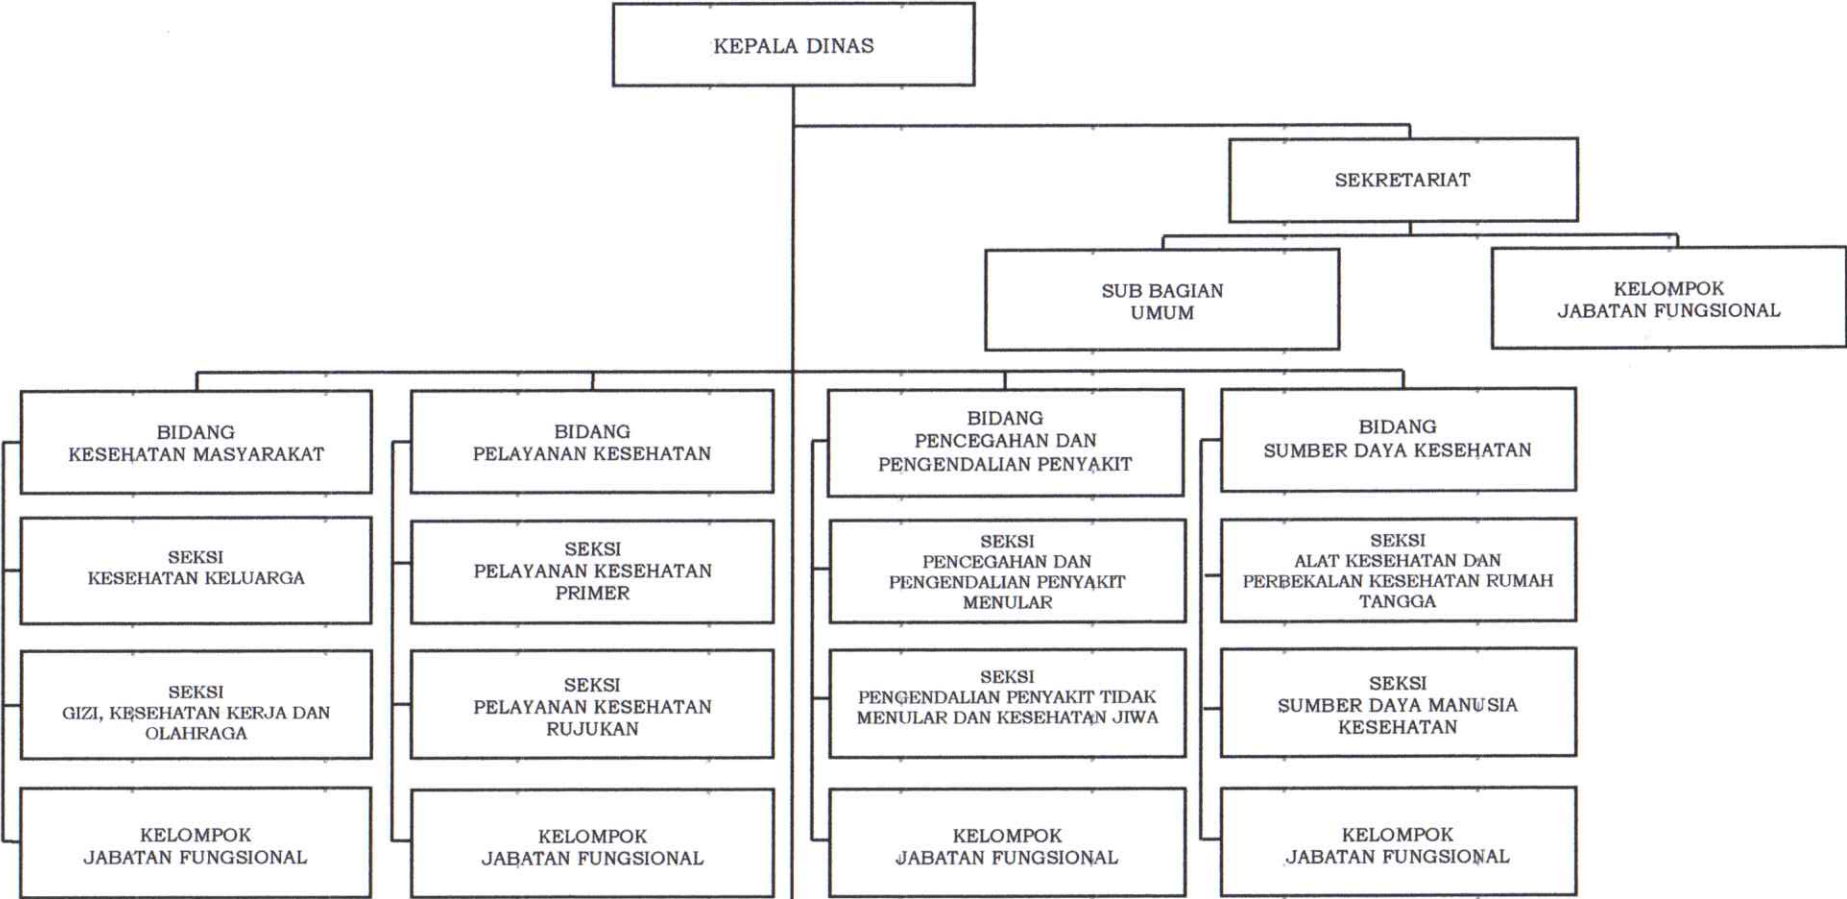 KEPALA DINAS
SEKRETARIAT
SUB BAGIAN
UMUM
KELOMPOK
JABATAN FUNGSIONAL
BIDANG
KESEHATAN MASYARAKAT
SEKSI
KESEHATAN KELUARGA
SEKSI
GIZI, KESEHATAN KERJA DAN
OLAHRAGA
KELOMPOK
JABATAN FUNGSIONAL
BIDANG
PELAYANAN KESEHATAN
SEKSI
PELAYANAN KESEHATAN
PRIMER
SEKSI
PELAYANAN KESEHATAN
RUJUKAN
KELOMPOK
JABATAN FUNGSIONAL
BIDANG
PENCEGAHAN DAN
PENGENDALIAN PENYAKIT
SEKSI
PENCEGAHAN DAN
PENGENDALIAN PENYAKIT
MENULAR
SEKSI
PENGENDALIAN PENYAKIT TIDAK
MENULAR DAN KESEHATAN JIWA
KELOMPOK
JABATAN FUNGSIONAL
BIDANG
SUMBER DAYA KESEHATAN
SEKSI
ALAT KESEHATAN DAN
PERBEKALAN KESEHATAN RUMAH
TANGGA
SEKSI
SUMBER DAYA MANUSIA
KESEHATAN
KELOMPOK
JABATAN FUNGSIONAL